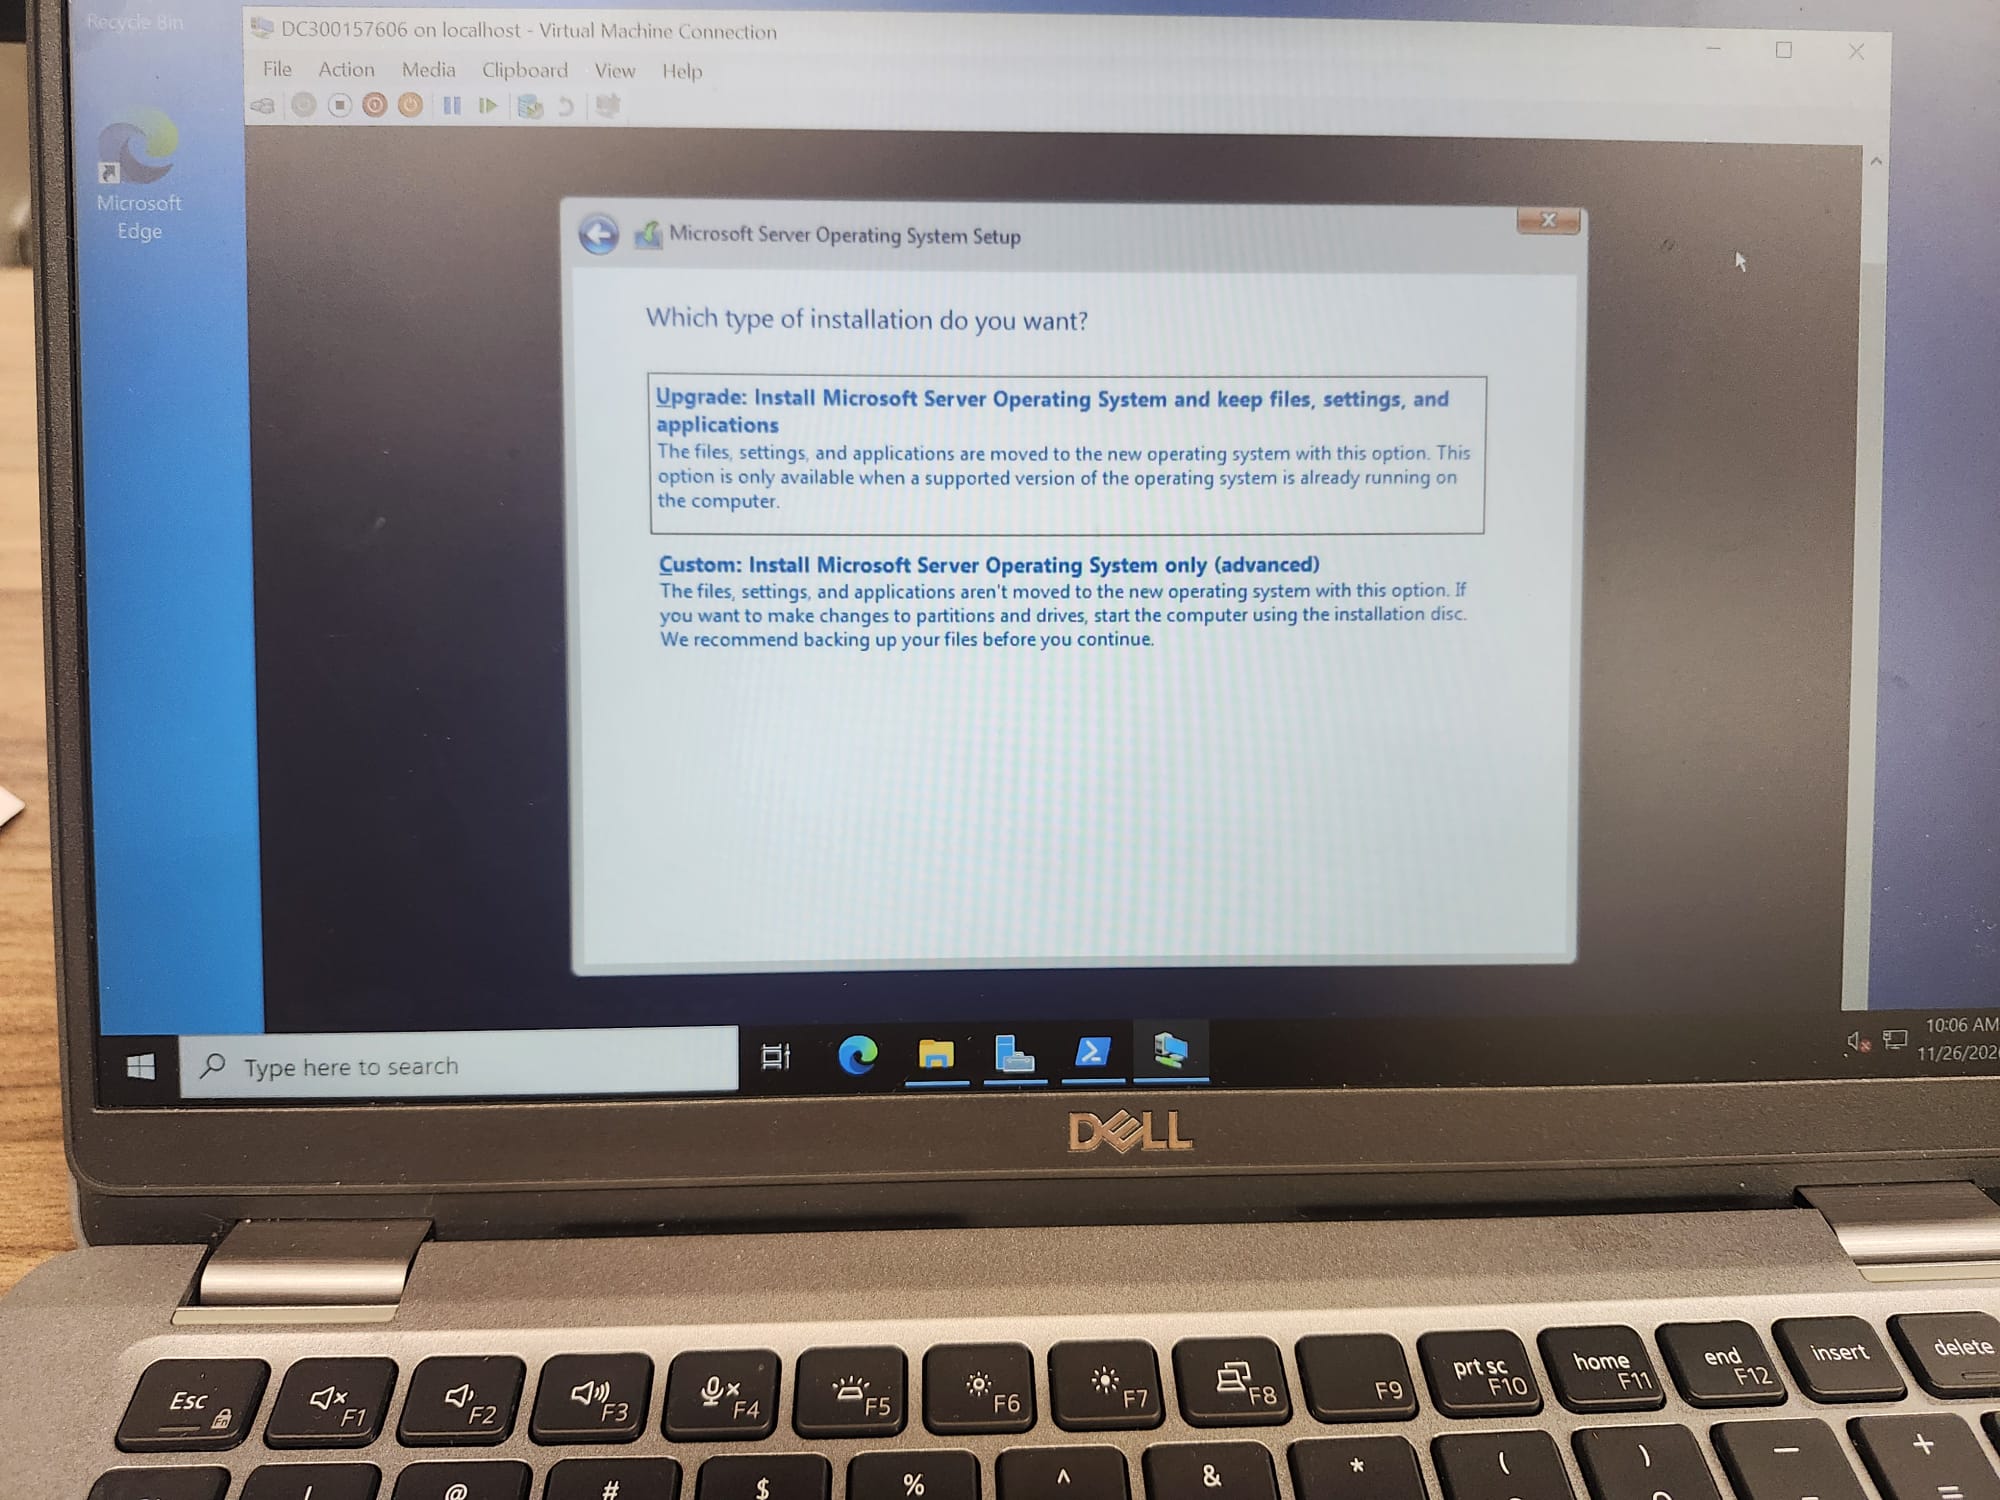 Recycle Bin
DC300157606 on localhost - Virtual Machine Connection
File Action Media Clipboard View Help
Microsoft
Edge
Microsoft Server Operating System Setup
Which type of installation do you want?
Upgrade: Install Microsoft Server Operating System and keep files, settings, and
applications
The files, settings, and applications are moved to the new operating system with this option. This
option is only available when a supported version of the operating system is already running on
the computer.
Custom: Install Microsoft Server Operating System only (advanced)
The files, settings, and applications aren't moved to the new operating system with this option. If
you want to make changes to partitions and drives, start the computer using the installation disc.
We recommend backing up your files before you continue.
Type here to search
10:06 AM
11/26/202
DELL
Esc F1 F2 F3 F4 F5 F6 F7 F8 F9 prt sc F10 home F11 end F12 insert delete
! @ # $ % ^ & * ( ) - + =